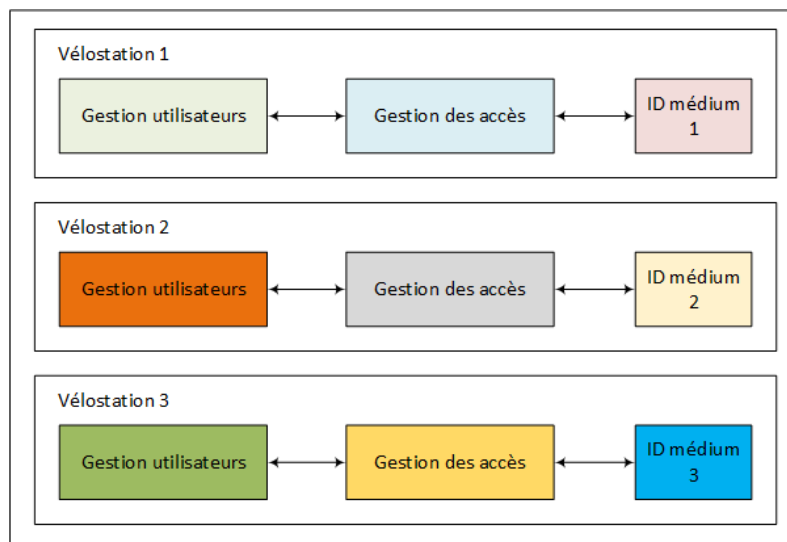 Vélostation 1
Gestion utilisateurs
Gestion des accès
ID médium
1
Vélostation 2
Gestion utilisateurs
Gestion des accès
ID médium
2
Vélostation 3
Gestion utilisateurs
Gestion des accès
ID médium
3